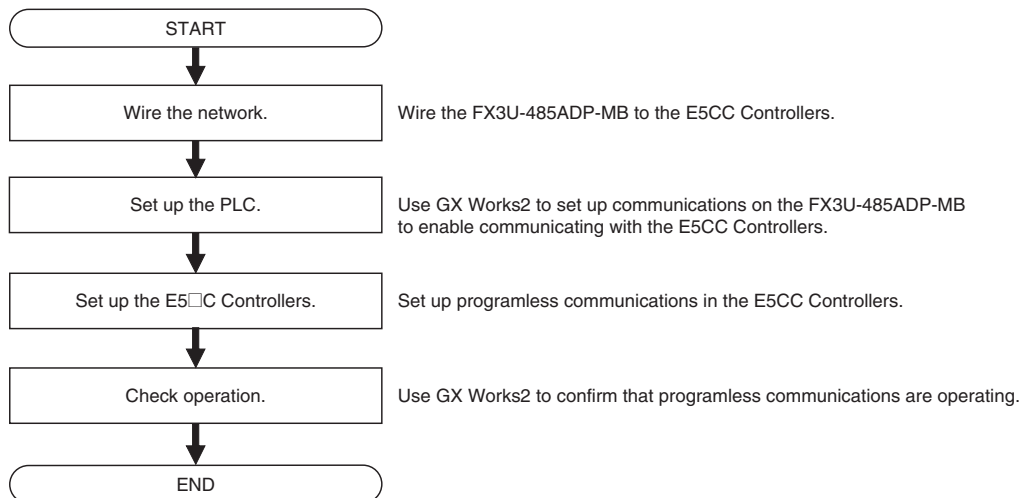 START
Wire the network.
Wire the FX3U-485ADP-MB to the E5CC Controllers.
Set up the PLC.
Use GX Works2 to set up communications on the FX3U-485ADP-MB
to enable communicating with the E5CC Controllers.
Set up the E5□C Controllers.
Set up programless communications in the E5CC Controllers.
Check operation.
Use GX Works2 to confirm that programless communications are operating.
END